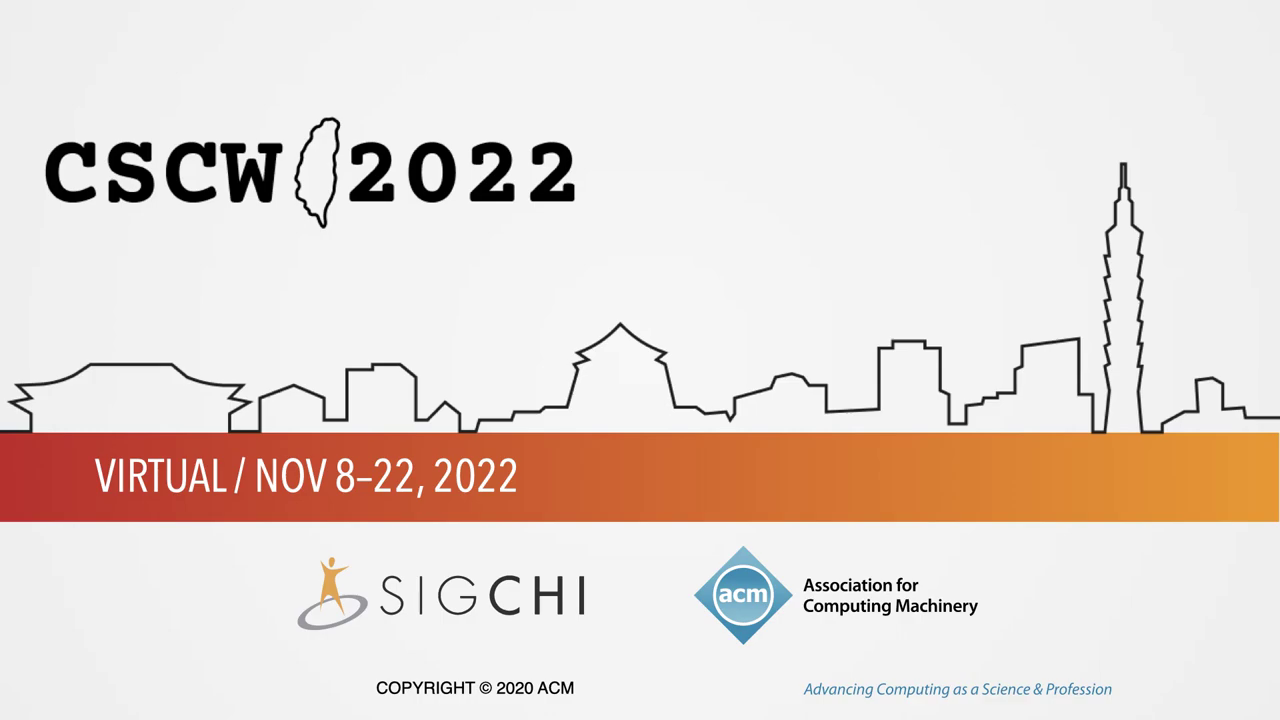 CSCW 2022
VIRTUAL / NOV 8–22, 2022
SIGCHI
acm
Association for
Computing Machinery
COPYRIGHT © 2020 ACM
Advancing Computing as a Science & Profession